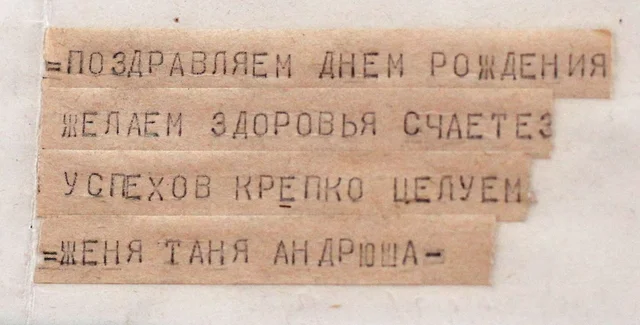 =ПОЗДРАВЛЯЕМ ДНЕМ РОЖДЕНИЯ
ЖЕЛАЕМ ЗДОРОВЬЯ СЧАЕТЕЗ
УСПЕХОВ КРЕПКО ЦЕЛУЕМ
=ЖЕНЯ ТАНЯ АНДРЮША-